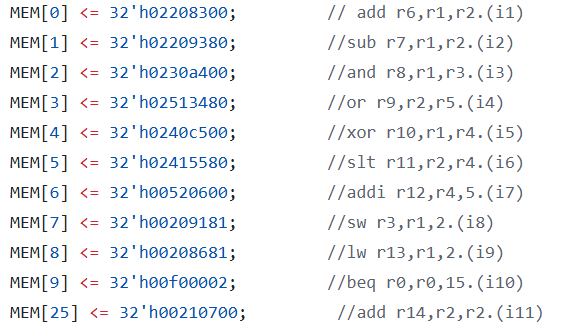 MEM[0] <= 32'h02208300; // add r6,r1,r2.(i1)
MEM[1] <= 32'h02209380; //sub r7,r1,r2.(i2)
MEM[2] <= 32'h0230a400; //and r8,r1,r3.(i3)
MEM[3] <= 32'h02513480; //or r9,r2,r5.(i4)
MEM[4] <= 32'h0240c500; //xor r10,r1,r4.(i5)
MEM[5] <= 32'h02415580; //slt r11,r2,r4.(i6)
MEM[6] <= 32'h00520600; //addi r12,r4,5.(i7)
MEM[7] <= 32'h00209181; //sw r3,r1,2.(i8)
MEM[8] <= 32'h00208681; //lw r13,r1,2.(i9)
MEM[9] <= 32'h00f00002; //beq r0,r0,15.(i10)
MEM[25] <= 32'h00210700; //add r14,r2,r2.(i11)